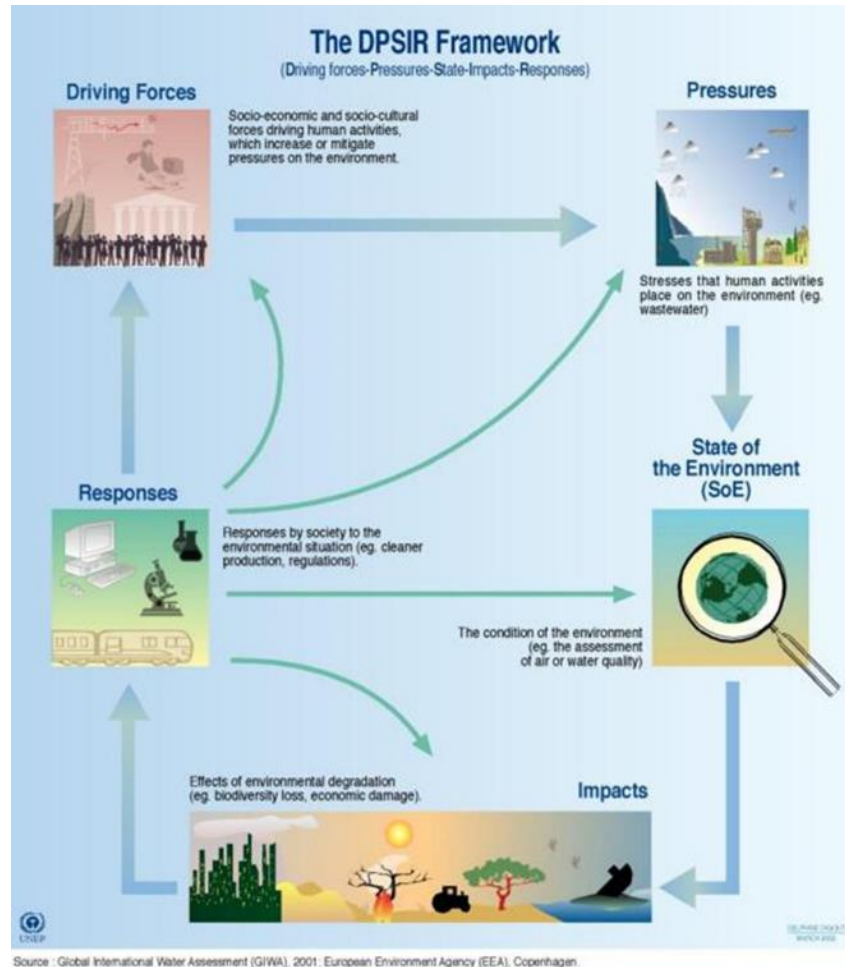 The DPSIR Framework
(Driving forces-Pressures-State-Impacts-Responses)
Driving Forces
Socio-economic and socio-cultural
forces driving human activities,
which increase or mitigate
pressures on the environment.
Pressures
Stresses that human activities
place on the environment (eg.
wastewater)
State of
the Environment
(SoE)
Responses
Responses by society to the
environmental situation (eg. cleaner
production, regulations).
The condition of the environment
(eg. the assessment
of air or water quality)
Effects of environmental degradation
(eg. biodiversity loss, economic damage).
Impacts
UNEP
MARCH 2002
Source : Global International Water Assessment (GIWA), 2001; European Environment Agency (EEA), Copenhagen.